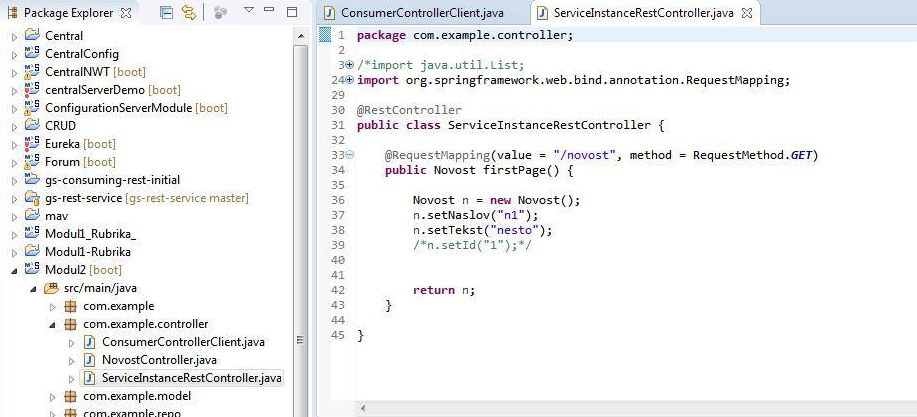 Package Explorer
Central
CentralConfig
CentralNWT [boot]
centralServerDemo [boot]
ConfigurationServerModule [boot]
CRUD
Eureka [boot]
Forum [boot]
gs-consuming-rest-initial
gs-rest-service [gs-rest-service master]
mav
Modul1_Rubrika_
Modul1-Rubrika
Modul2 [boot]
src/main/java
com.example
com.example.controller
ConsumerControllerClient.java
NovostController.java
ServiceInstanceRestController.java
com.example.model
com.example.repo
ConsumerControllerClient.java
ServiceInstanceRestController.java
1 package com.example.controller;
2
3 /*import java.util.List;
24 import org.springframework.web.bind.annotation.RequestMapping;
29
30 @RestController
31 public class ServiceInstanceRestController {
32
33 @RequestMapping(value = "/novost", method = RequestMethod.GET)
34 public Novost firstPage() {
35
36 Novost n = new Novost();
37 n.setNaslov("n1");
38 n.setTekst("nesto");
39 /*n.setId("1");*/
40
41
42 return n;
43 }
44
45 }